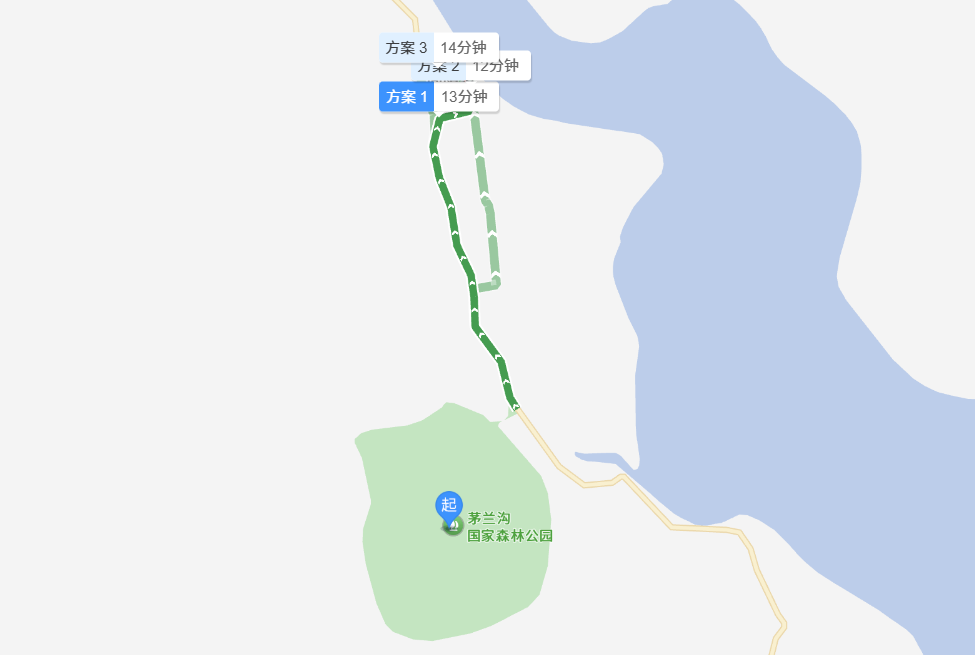 方案 3 14分钟
方案 2 12分钟
方案 1 13分钟
起
茅兰沟
国家森林公园